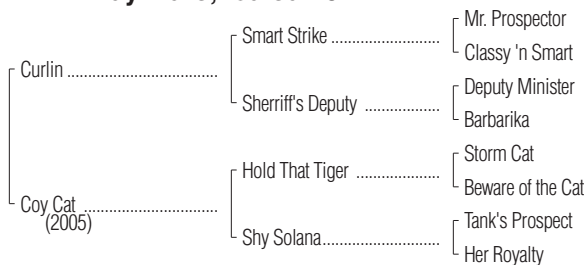 Smart Strike
Mr. Prospector
Classy 'n Smart
Curlin
Sherriff's Deputy
Deputy Minister
Barbarika
Hold That Tiger
Storm Cat
Beware of the Cat
Coy Cat
(2005)
Shy Solana
Tank's Prospect
Her Royalty